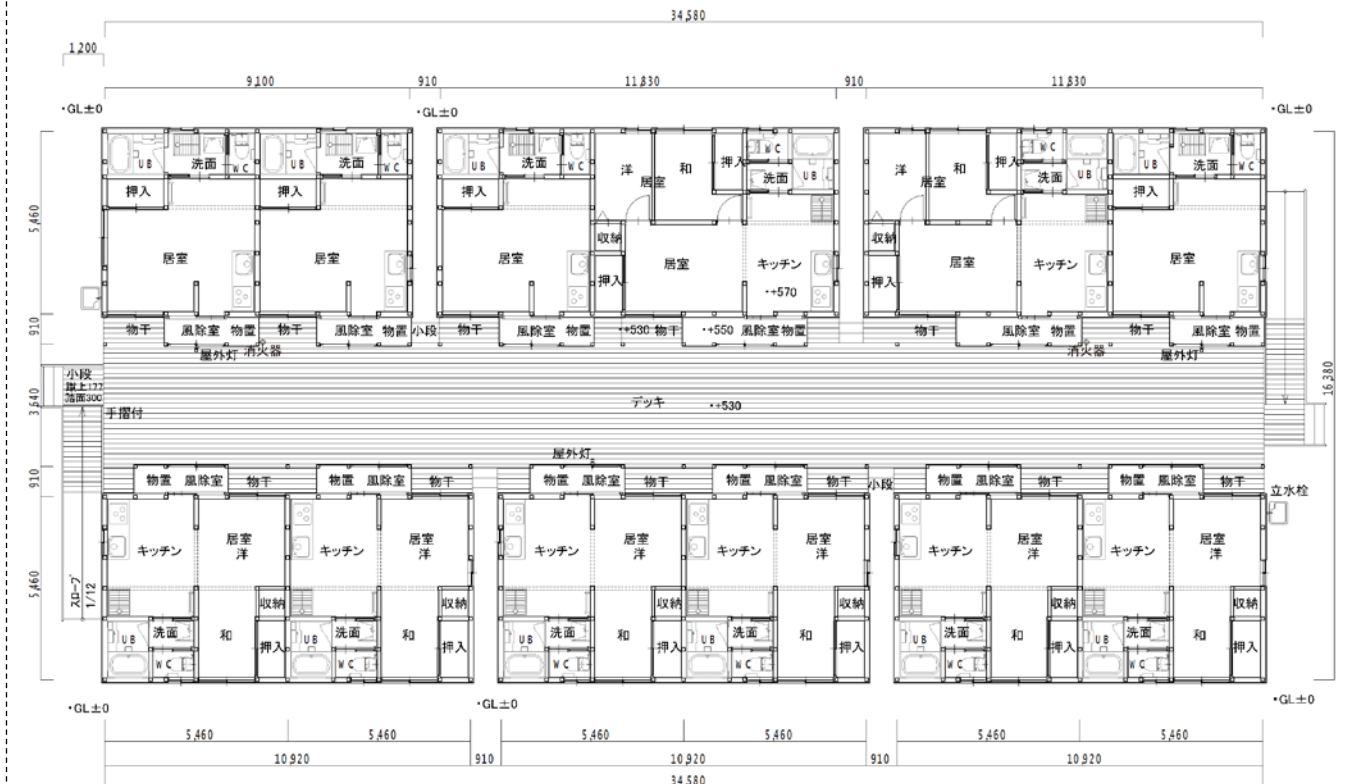 34,580
1,200
9,100 910 11,830 910 11,830
・GL±0 ・GL±0 ・GL±0
UB 洗面 WC UB 洗面 WC UB 洗面 WC 洋 和 押入 WC 洋 和 押入 WC UB 洗面 WC
居室 洗面 UB 居室 洗面 UB
押入 押入 押入 押入
5,460
収納 収納
居室 居室 居室 居室 キッチン 居室 キッチン 居室
押入 ・+570 押入
910
物干 風除室 物置 物干 風除室 物置 小段 物干 風除室 物置 ・+530 物干 ・+550 風除室 物置 物干 風除室 物置 物干 風除室 物置
屋外灯 消火器 消火器 屋外灯
小段
蹴上177
踏面300
3,640
手摺付
デッキ ・+530
16,380
屋外灯
910
物置 風除室 物干 物置 風除室 物干 物置 風除室 物干 物置 風除室 物干 小段 物置 風除室 物干 物置 風除室 物干
立水栓
キッチン 居室 洋 キッチン 居室 洋 キッチン 居室 洋 キッチン 居室 洋 キッチン 居室 洋 キッチン 居室 洋
5,460
スロープ 1/12
収納 収納 収納 収納 収納 収納
UB 洗面 和 押入 UB 洗面 和 押入 UB 洗面 和 押入 UB 洗面 和 押入 UB 洗面 和 押入 UB 洗面 和 押入
WC WC WC WC WC WC
・GL±0 ・GL±0 ・GL±0
5,460 5,460 5,460 5,460 5,460 5,460
10,920 910 10,920 910 10,920
34,580